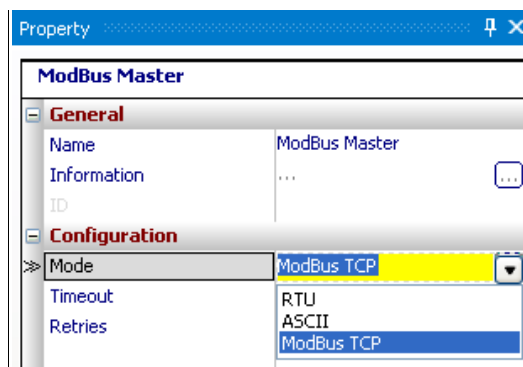 Property
ModBus Master
General
Name ModBus Master
Information ... ...
ID
Configuration
Mode ModBus TCP
Timeout RTU
ASCII
Retries ModBus TCP